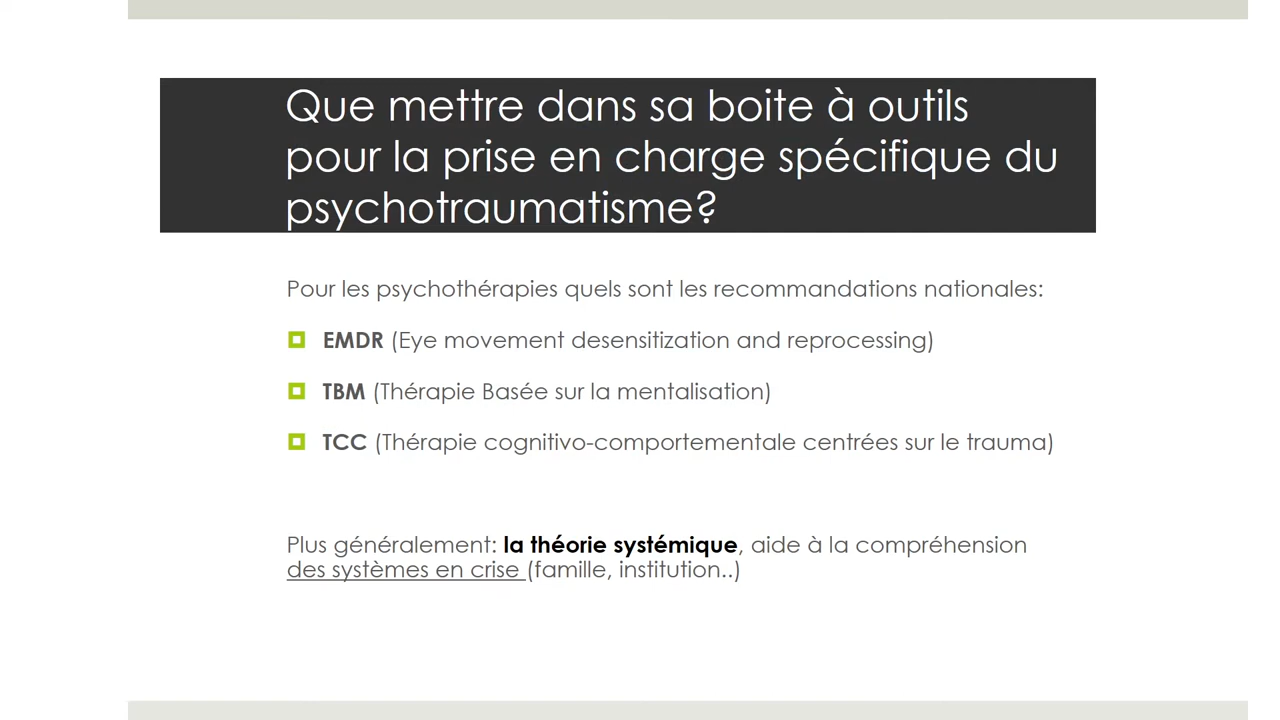 Que mettre dans sa boite à outils
pour la prise en charge spécifique du
psychotraumatisme?
Pour les psychothérapies quels sont les recommandations nationales:
EMDR (Eye movement desensitization and reprocessing)
TBM (Thérapie Basée sur la mentalisation)
TCC (Thérapie cognitivo-comportementale centrées sur le trauma)
Plus généralement: la théorie systémique, aide à la compréhension
des systèmes en crise (famille, institution..)